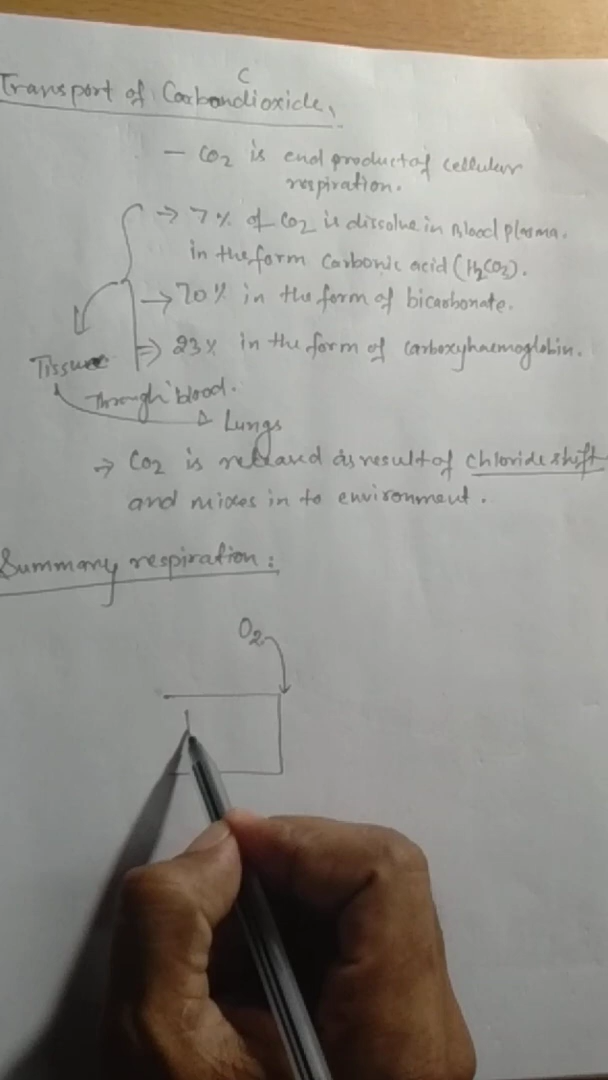 C
Transport of Carbondioxide,
- CO2 is end product of cellular
respiration.
→ 7% of CO2 is dissolve in Blood plasma.
in the form Carbonic acid (H2CO3).
→ 70% in the form of bicarbonate.
⇒ 23% in the form of carboxyhaemoglobin.
Tissue
Through blood.
Lungs
→ CO2 is as result of chloride shift
and mixes in to environment.
Summary respiration:
O2